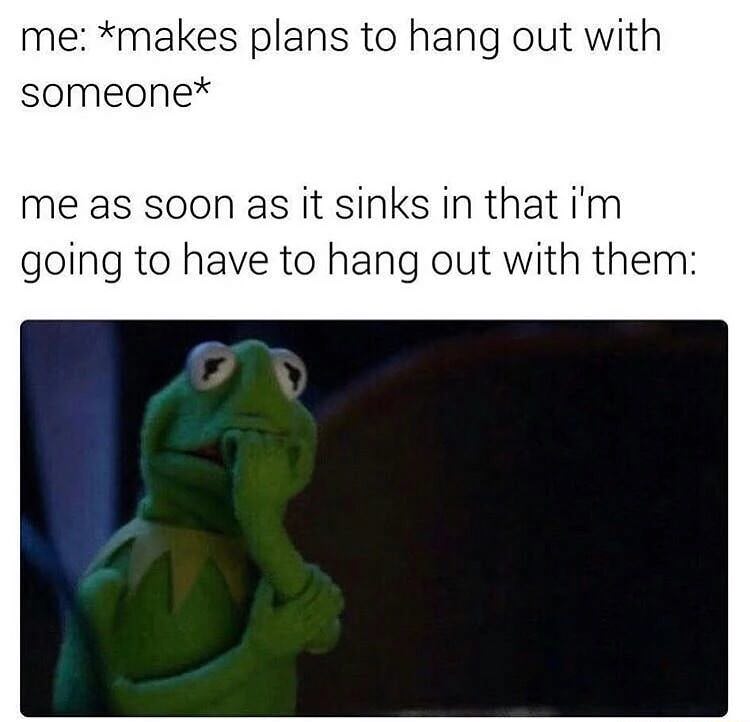 me: *makes plans to hang out with
someone*
me as soon as it sinks in that i'm
going to have to hang out with them: